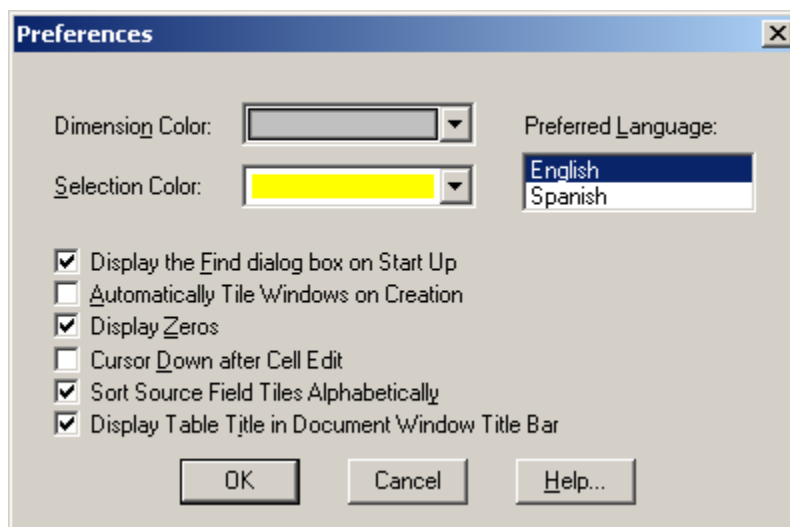 Preferences
Dimension Color:
Preferred Language:
Selection Color:
English
Spanish
Display the Find dialog box on Start Up
Automatically Tile Windows on Creation
Display Zeros
Cursor Down after Cell Edit
Sort Source Field Tiles Alphabetically
Display Table Title in Document Window Title Bar
OK
Cancel
Help...